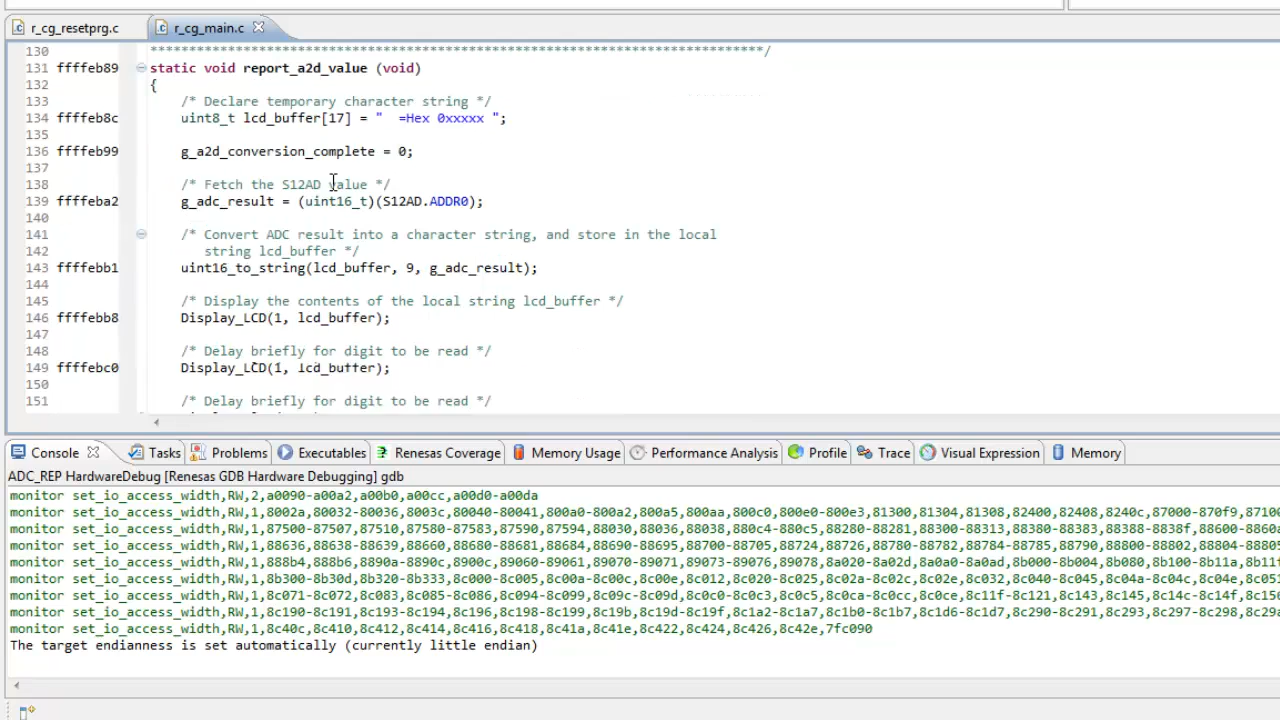 r_cg_resetprg.c r_cg_main.c
130 *******************************************************************************/
131 ffffeb89 static void report_a2d_value (void)
132 {
133 /* Declare temporary character string */
134 ffffeb8c uint8_t lcd_buffer[17] = "  =Hex 0xxxxx ";
135
136 ffffeb99 g_a2d_conversion_complete = 0;
137
138 /* Fetch the S12AD value */
139 ffffeba2 g_adc_result = (uint16_t)(S12AD.ADDR0);
140
141 /* Convert ADC result into a character string, and store in the local
142 string lcd_buffer */
143 ffffebb1 uint16_to_string(lcd_buffer, 9, g_adc_result);
144
145 /* Display the contents of the local string lcd_buffer */
146 ffffebb8 Display_LCD(1, lcd_buffer);
147
148 /* Delay briefly for digit to be read */
149 ffffebc0 Display_LCD(1, lcd_buffer);
150
151 /* Delay briefly for digit to be read */
Console Tasks Problems Executables Renesas Coverage Memory Usage Performance Analysis Profile Trace Visual Expression Memory
ADC_REP HardwareDebug [Renesas GDB Hardware Debugging] gdb
monitor set_io_access_width,RW,2,a0090-a00a2,a00b0,a00cc,a00d0-a00da
monitor set_io_access_width,RW,1,8002a,80032-80036,8003c,80040-80041,800a0-800a2,800a5,800aa,800c0,800e0-800e3,81300,81304,81308,82400,82408,8240c,87000-870f9,87100
monitor set_io_access_width,RW,1,87500-87507,87510,87580-87583,87590,87594,88030,88036,88038,880c4-880c5,88280-88281,88300-88313,88380-88383,88388-8838f,88600-8860
monitor set_io_access_width,RW,1,88636,88638-88639,88660,88680-88681,88684,88690-88695,88700-88705,88724,88726,88780-88782,88784-88785,88790,88800-88802,88804-88805
monitor set_io_access_width,RW,1,888b4,888b6,8890a-8890c,8900c,89060-89061,89070-89071,89073-89076,89078,8a020-8a02d,8a0a0-8a0ad,8b000-8b004,8b080,8b100-8b11a,8b11
monitor set_io_access_width,RW,1,8b300-8b30d,8b320-8b333,8c000-8c005,8c00a-8c00c,8c00e,8c012,8c020-8c025,8c02a-8c02c,8c02e,8c032,8c040-8c045,8c04a-8c04c,8c04e,8c05
monitor set_io_access_width,RW,1,8c071-8c072,8c083,8c085-8c086,8c094-8c099,8c09c-8c09d,8c0c0-8c0c3,8c0c5,8c0ca-8c0cc,8c0ce,8c11f-8c121,8c143,8c145,8c14c-8c14f,8c15
monitor set_io_access_width,RW,1,8c190-8c191,8c193-8c194,8c196,8c198-8c199,8c19b,8c19d-8c19f,8c1a2-8c1a7,8c1b0-8c1b7,8c1d6-8c1d7,8c290-8c291,8c293,8c297-8c298,8c29
monitor set_io_access_width,RW,1,8c40c,8c410,8c412,8c414,8c416,8c418,8c41a,8c41e,8c422,8c424,8c426,8c42e,7fc090
The target endianness is set automatically (currently little endian)